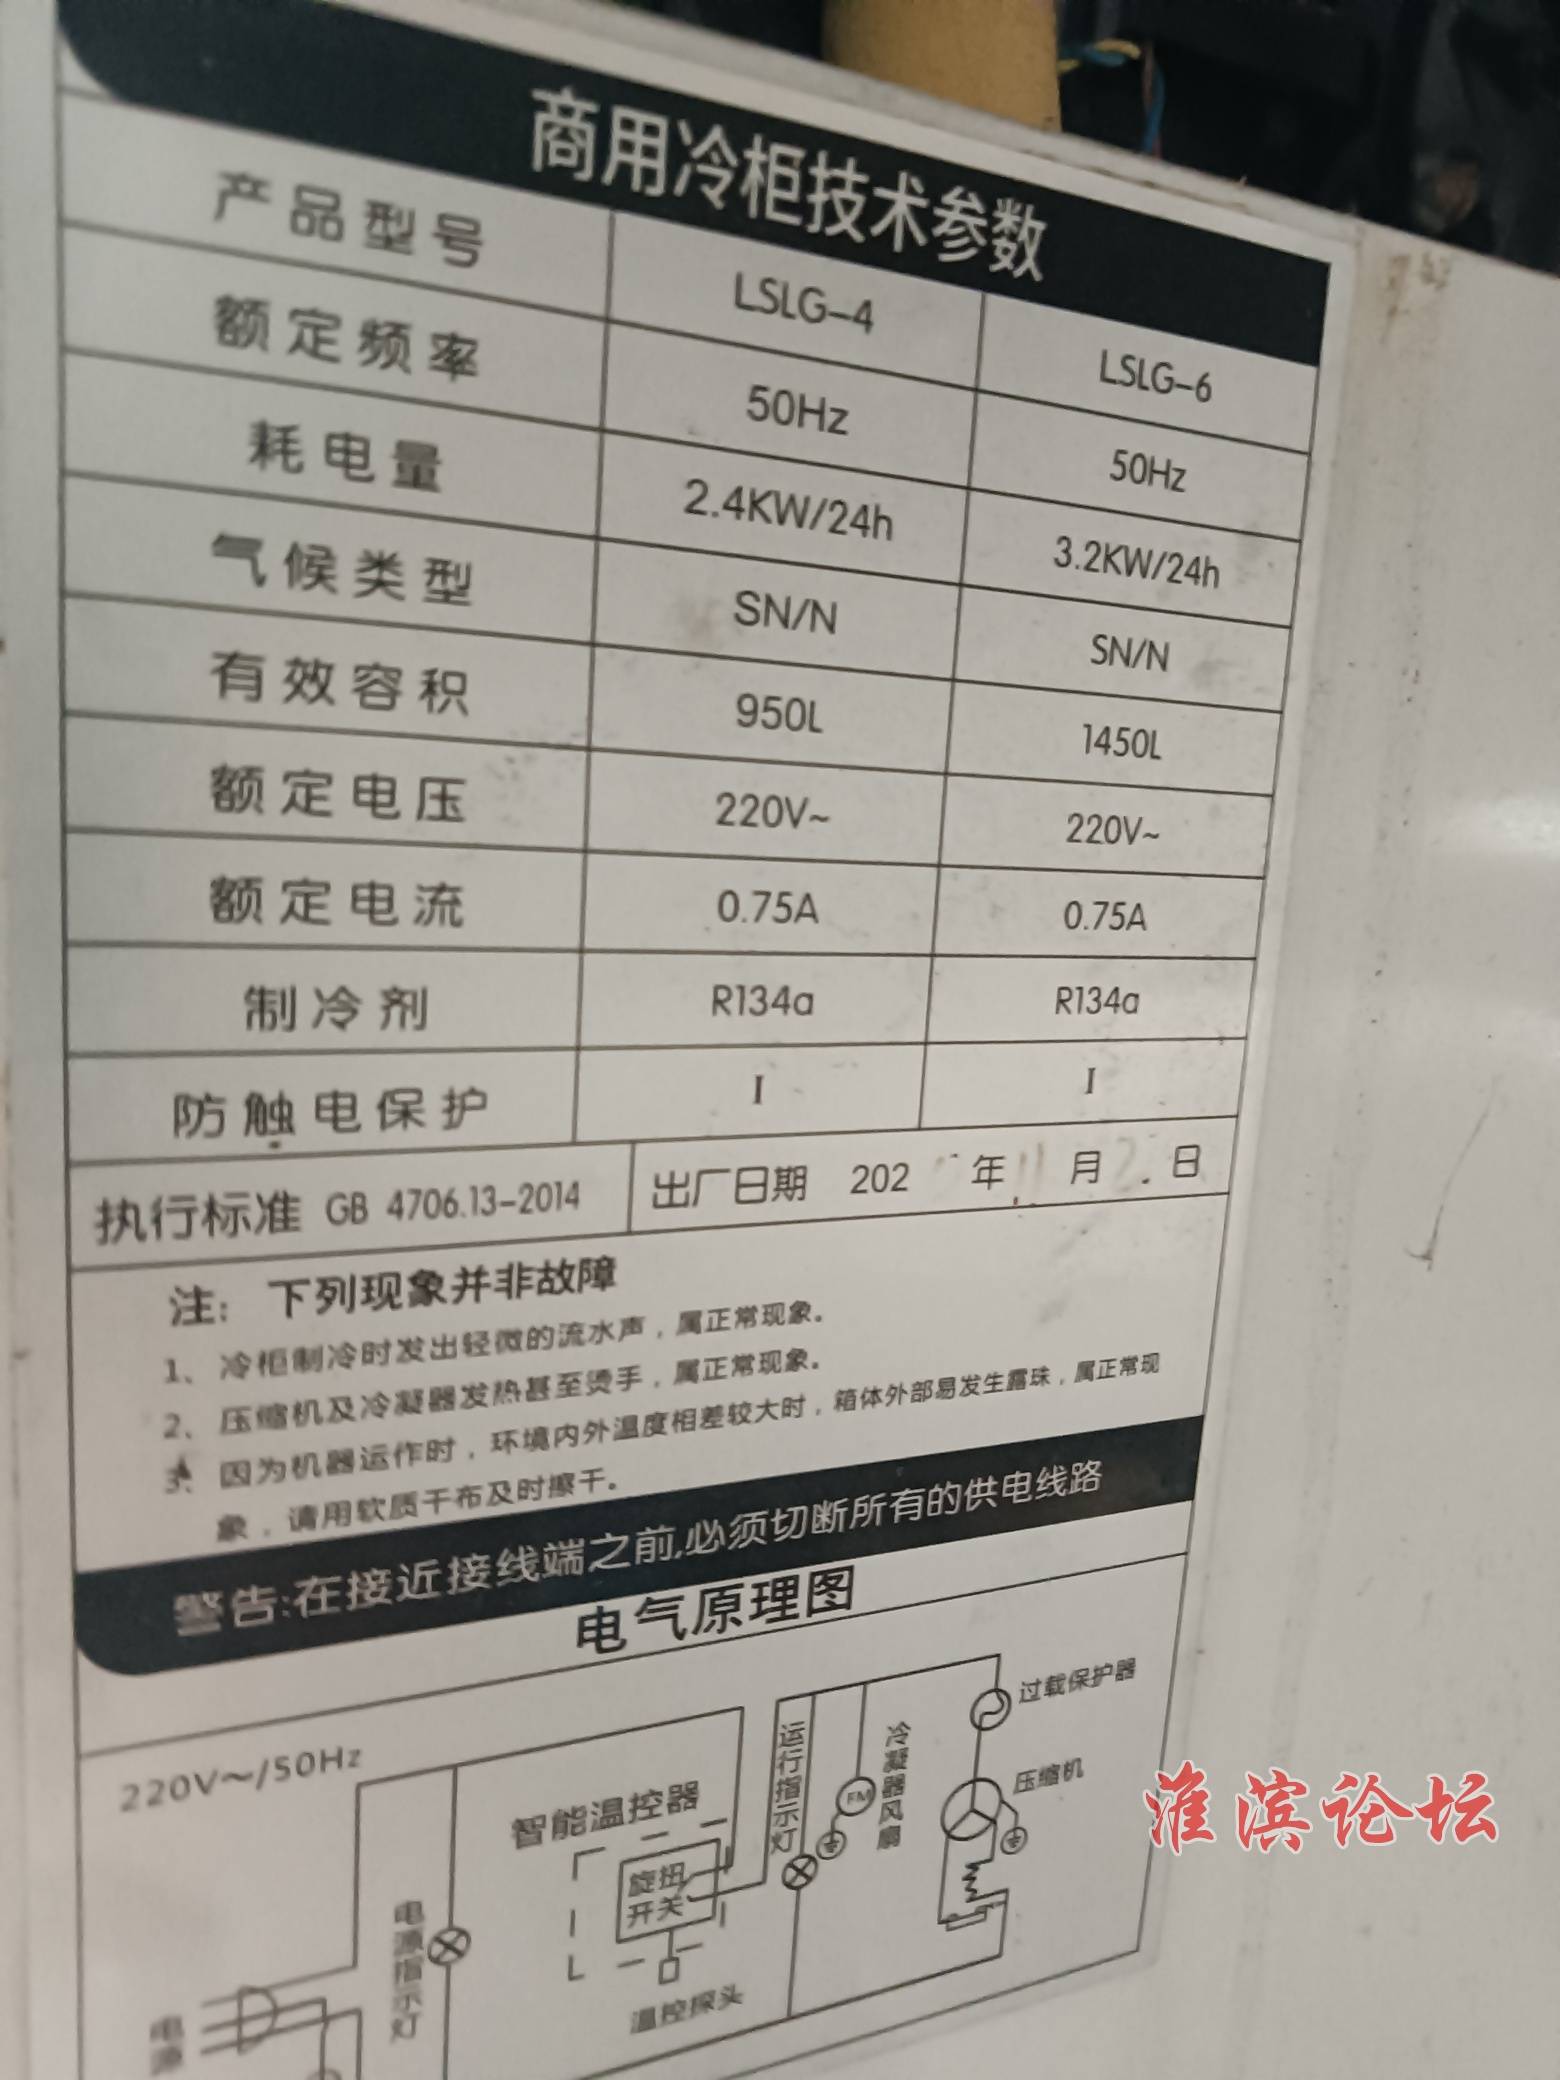 商用冷柜技术参数
产品型号 LSLG-4 LSLG-6
额定频率 50Hz 50Hz
耗电量 2.4KW/24h 3.2KW/24h
气候类型 SN/N SN/N
有效容积 950L 1450L
额定电压 220V~ 220V~
额定电流 0.75A 0.75A
制冷剂 R134a R134a
防触电保护 I I
执行标准 GB 4706.13-2014 出厂日期 202 年 11 月 日
注：下列现象并非故障
1、冷柜制冷时发出轻微的流水声，属正常现象。
2、压缩机及冷凝器发热甚至烫手，属正常现象。
3、因为机器运作时，环境内外温度相差较大时，箱体外部易发生露珠，属正常现
象，请用软质干布及时擦干。
警告:在接近接线端之前,必须切断所有的供电线路
电气原理图
220V～/50Hz
过载保护器
运行指示灯
冷凝器风扇
FM
压缩机
智能温控器
旋扭
开关
电源指示灯
温控探头
电源
淮滨论坛